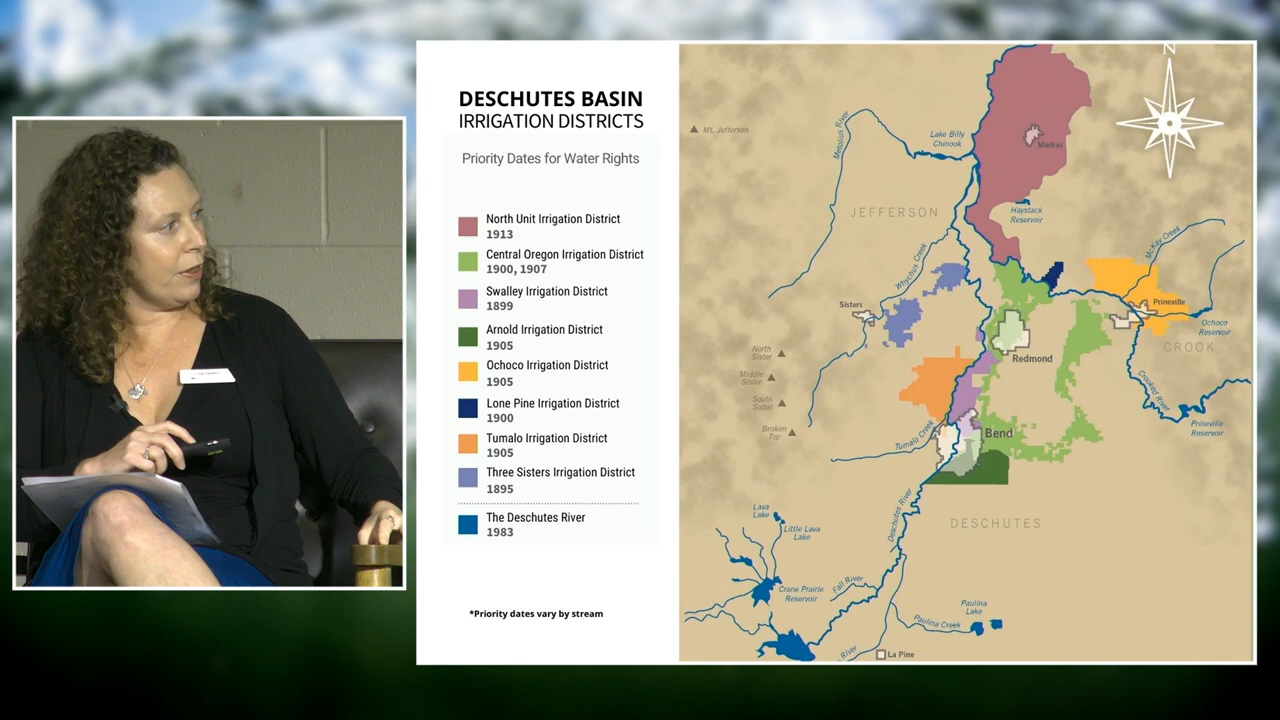 DESCHUTES BASIN
IRRIGATION DISTRICTS
Priority Dates for Water Rights
North Unit Irrigation District
1913
Central Oregon Irrigation District
1900, 1907
Swalley Irrigation District
1899
Arnold Irrigation District
1905
Ochoco Irrigation District
1905
Lone Pine Irrigation District
1900
Tumalo Irrigation District
1905
Three Sisters Irrigation District
1895
The Deschutes River
1983
*Priority dates vary by stream
N
Mt. Jefferson
Metolius River
Lake Billy
Chinook
Madras
JEFFERSON
Haystack
Reservoir
Whychus Creek
McKay Creek
Sisters
Prineville
Ochoco
Reservoir
CROOK
North
Sister
Middle
Sister
South
Sister
Broken
Top
Redmond
Crooked River
Prineville
Reservoir
Tumalo Creek
Bend
Deschutes River
DESCHUTES
Lava
Lake
Little Lava
Lake
Crane Prairie
Reservoir
Fall River
Paulina
Lake
Paulina Creek
River
La Pine